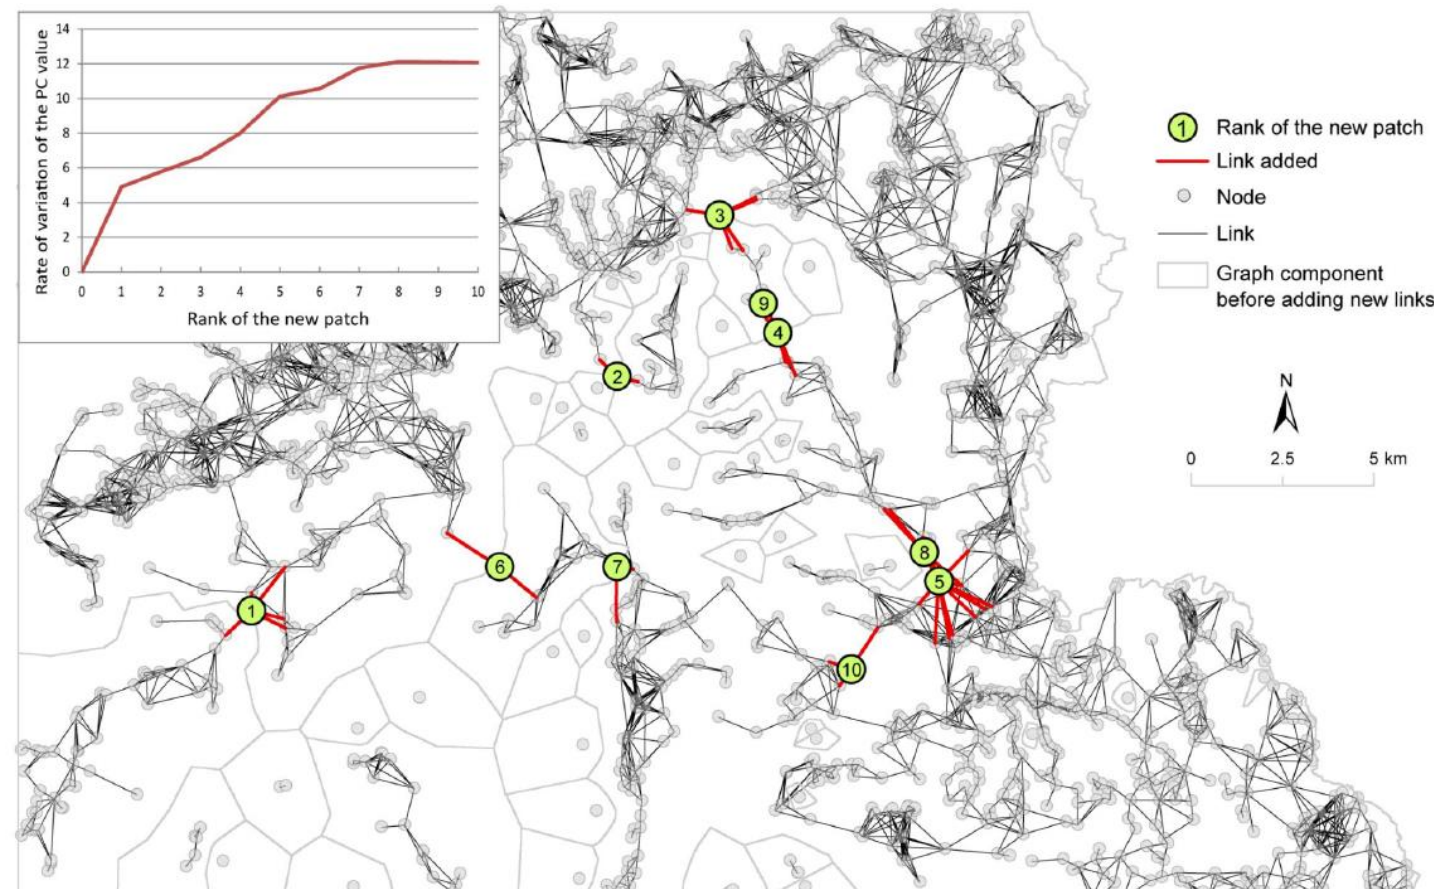 Rate of variation of the PC value
14
12
10
8
6
4
2
0
0 1 2 3 4 5 6 7 8 9 10
Rank of the new patch
1 Rank of the new patch
Link added
Node
Link
Graph component
before adding new links
N
0 2.5 5 km
3
9
4
2
8
6
7
5
1
10